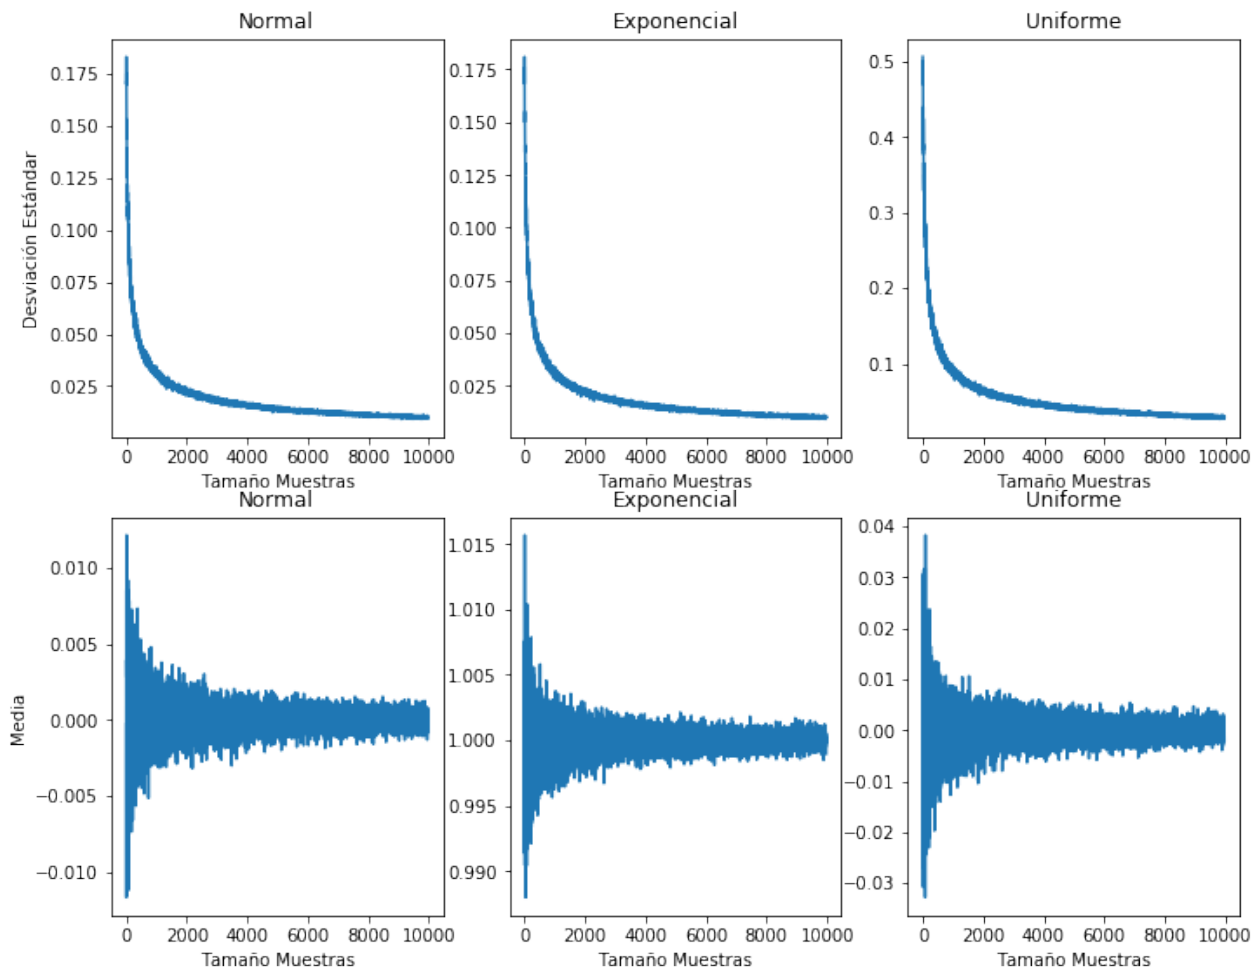 Normal
Exponencial
Uniforme
Desviación Estándar
0.175
0.150
0.125
0.100
0.075
0.050
0.025
0.175
0.150
0.125
0.100
0.075
0.050
0.025
0.5
0.4
0.3
0.2
0.1
0 2000 4000 6000 8000 10000
0 2000 4000 6000 8000 10000
0 2000 4000 6000 8000 10000
Tamaño Muestras
Tamaño Muestras
Tamaño Muestras
Normal
Exponencial
Uniforme
Media
0.010
0.005
0.000
−0.005
−0.010
1.015
1.010
1.005
1.000
0.995
0.990
0.04
0.03
0.02
0.01
0.00
−0.01
−0.02
−0.03
0 2000 4000 6000 8000 10000
0 2000 4000 6000 8000 10000
0 2000 4000 6000 8000 10000
Tamaño Muestras
Tamaño Muestras
Tamaño Muestras